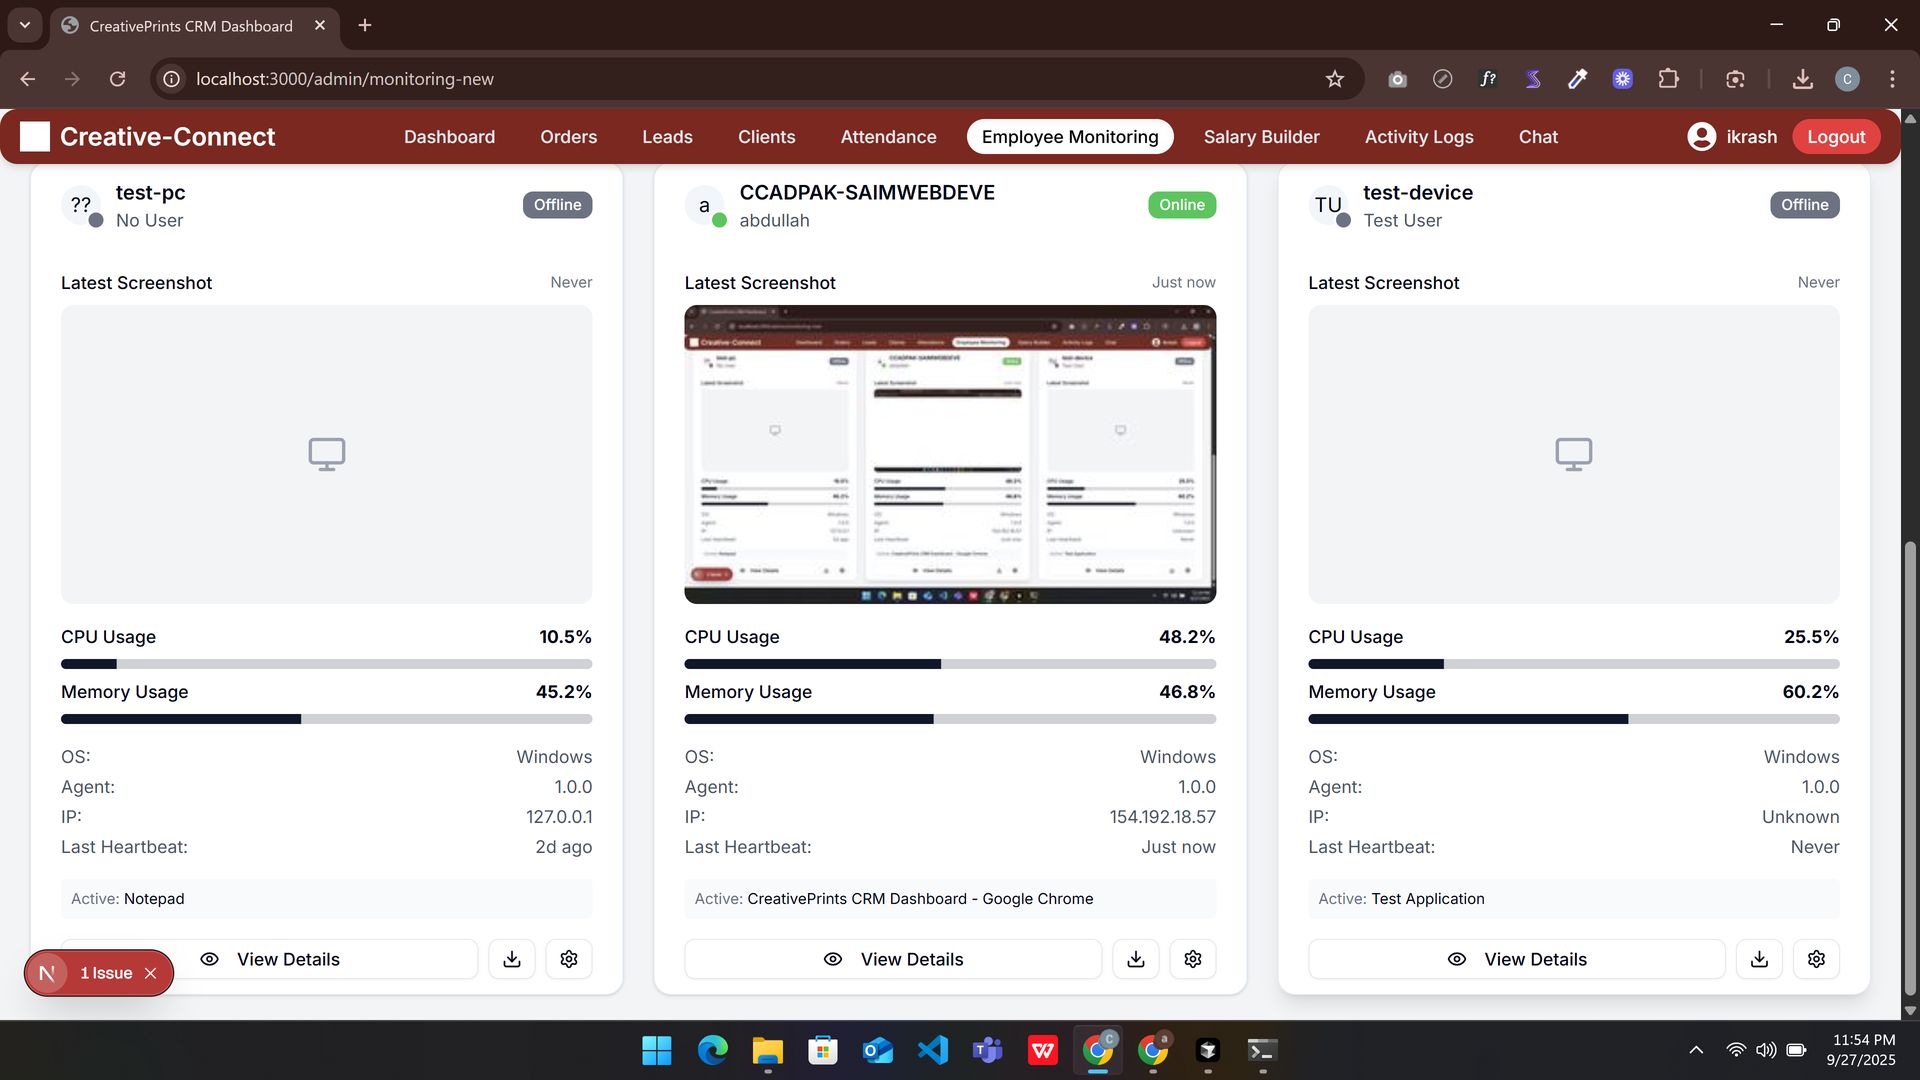 CreativePrints CRM Dashboard
localhost:3000/admin/monitoring-new
Creative-Connect
Dashboard
Orders
Leads
Clients
Attendance
Employee Monitoring
Salary Builder
Activity Logs
Chat
ikrash
Logout
??
test-pc
No User
Offline
Latest Screenshot
Never
CPU Usage
10.5%
Memory Usage
45.2%
OS:
Windows
Agent:
1.0.0
IP:
127.0.0.1
Last Heartbeat:
2d ago
Active: Notepad
View Details
a
CCADPAK-SAIMWEBDEVE
abdullah
Online
Latest Screenshot
Just now
CPU Usage
48.2%
Memory Usage
46.8%
OS:
Windows
Agent:
1.0.0
IP:
154.192.18.57
Last Heartbeat:
Just now
Active: CreativePrints CRM Dashboard - Google Chrome
View Details
TU
test-device
Test User
Offline
Latest Screenshot
Never
CPU Usage
25.5%
Memory Usage
60.2%
OS:
Windows
Agent:
1.0.0
IP:
Unknown
Last Heartbeat:
Never
Active: Test Application
View Details
N
1 Issue
11:54 PM
9/27/2025